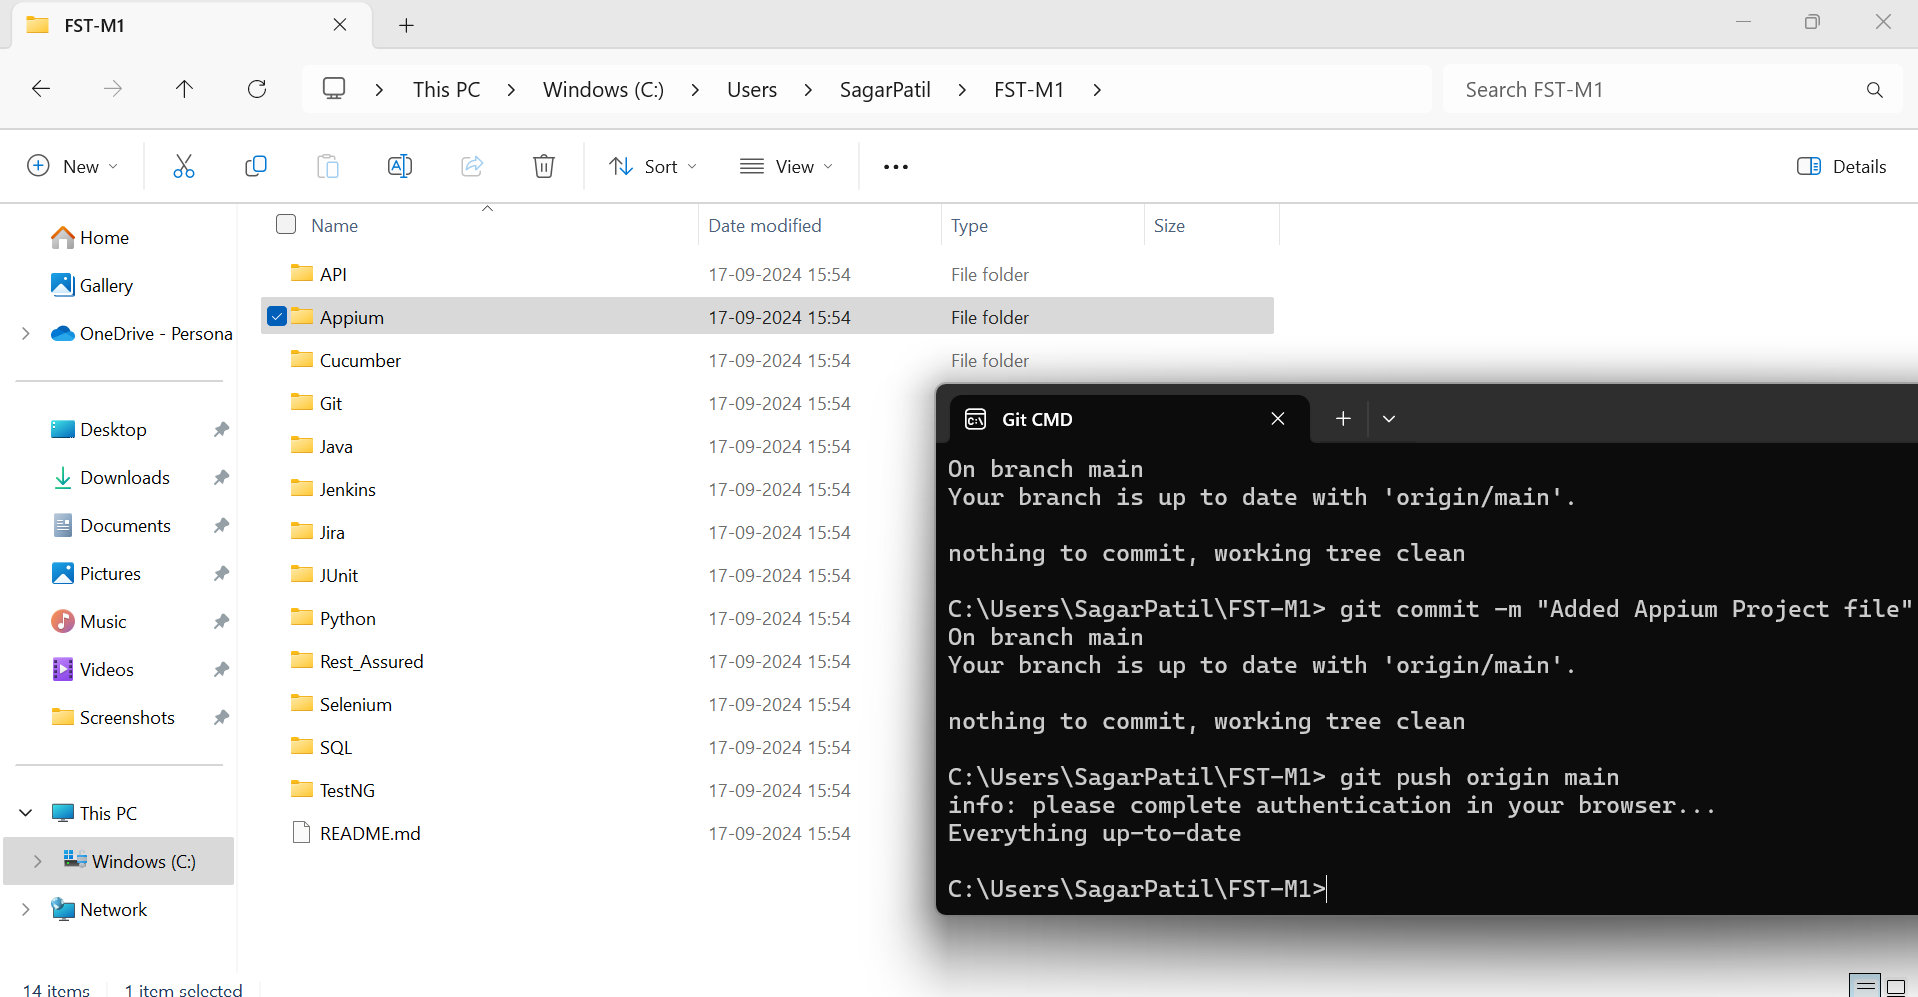 FST-M1
This PC > Windows (C:) > Users > SagarPatil > FST-M1 >
Search FST-M1
New
Sort
View
Details
Home
Gallery
OneDrive - Persona
Desktop
Downloads
Documents
Pictures
Music
Videos
Screenshots
This PC
Windows (C:)
Network
Name Date modified Type Size
API 17-09-2024 15:54 File folder
Appium 17-09-2024 15:54 File folder
Cucumber 17-09-2024 15:54 File folder
Git 17-09-2024 15:54
Java 17-09-2024 15:54
Jenkins 17-09-2024 15:54
Jira 17-09-2024 15:54
JUnit 17-09-2024 15:54
Python 17-09-2024 15:54
Rest_Assured 17-09-2024 15:54
Selenium 17-09-2024 15:54
SQL 17-09-2024 15:54
TestNG 17-09-2024 15:54
README.md 17-09-2024 15:54
Git CMD
On branch main
Your branch is up to date with 'origin/main'.
nothing to commit, working tree clean
C:\Users\SagarPatil\FST-M1> git commit -m "Added Appium Project file"
On branch main
Your branch is up to date with 'origin/main'.
nothing to commit, working tree clean
C:\Users\SagarPatil\FST-M1> git push origin main
info: please complete authentication in your browser...
Everything up-to-date
C:\Users\SagarPatil\FST-M1>
14 items 1 item selected